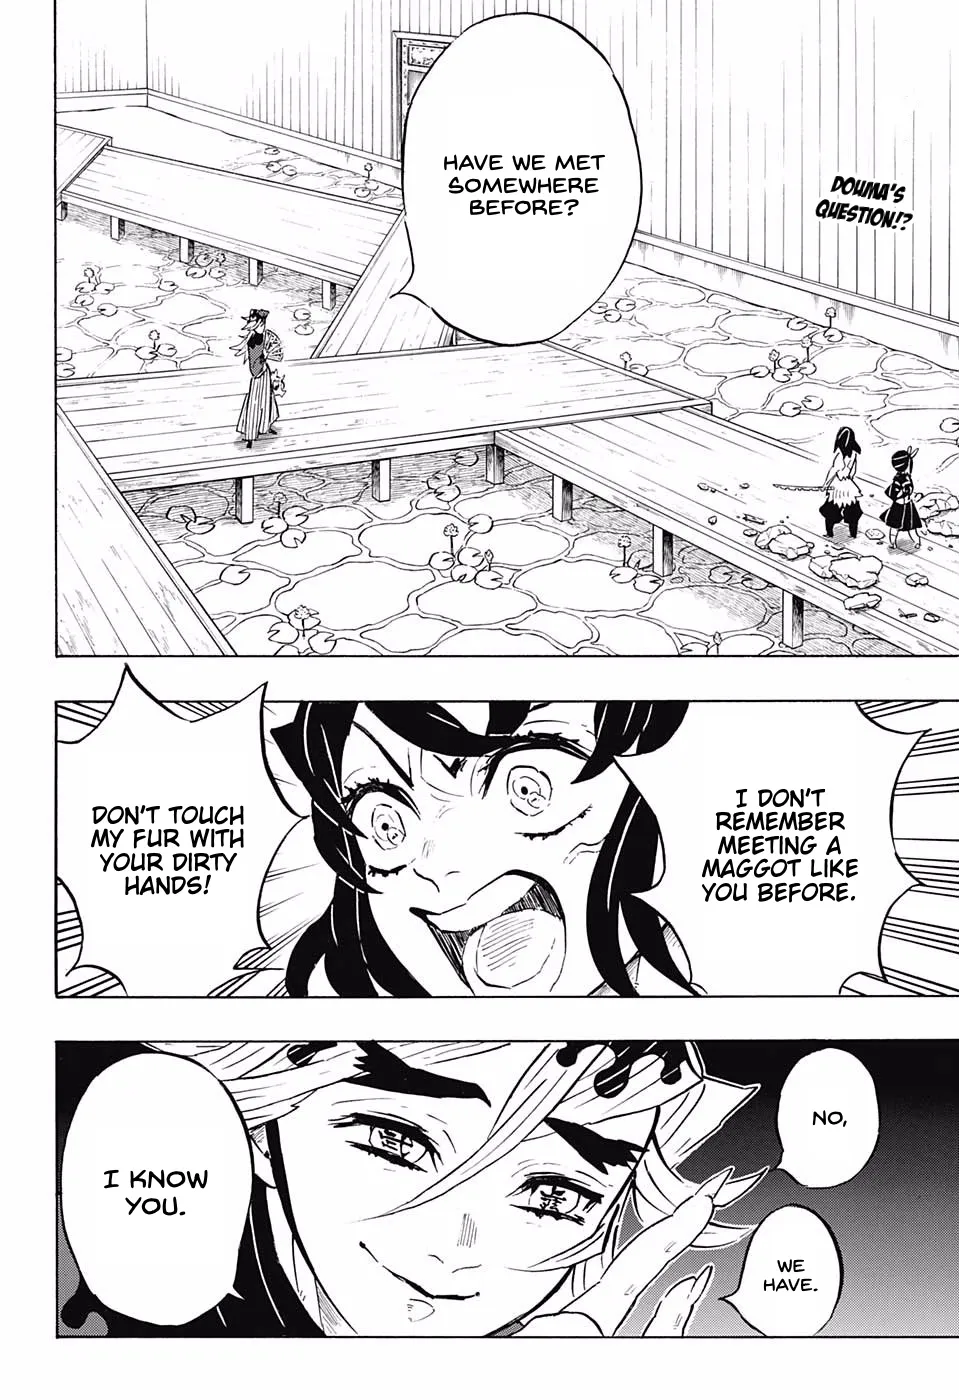 DOUMA'S
QUESTION!?
HAVE WE MET
SOMEWHERE
BEFORE?
I DON'T
REMEMBER
MEETING A
MAGGOT LIKE
YOU BEFORE.
DON'T TOUCH
MY FUR WITH
YOUR DIRTY
HANDS!
NO,
WE
HAVE.
I KNOW
YOU.